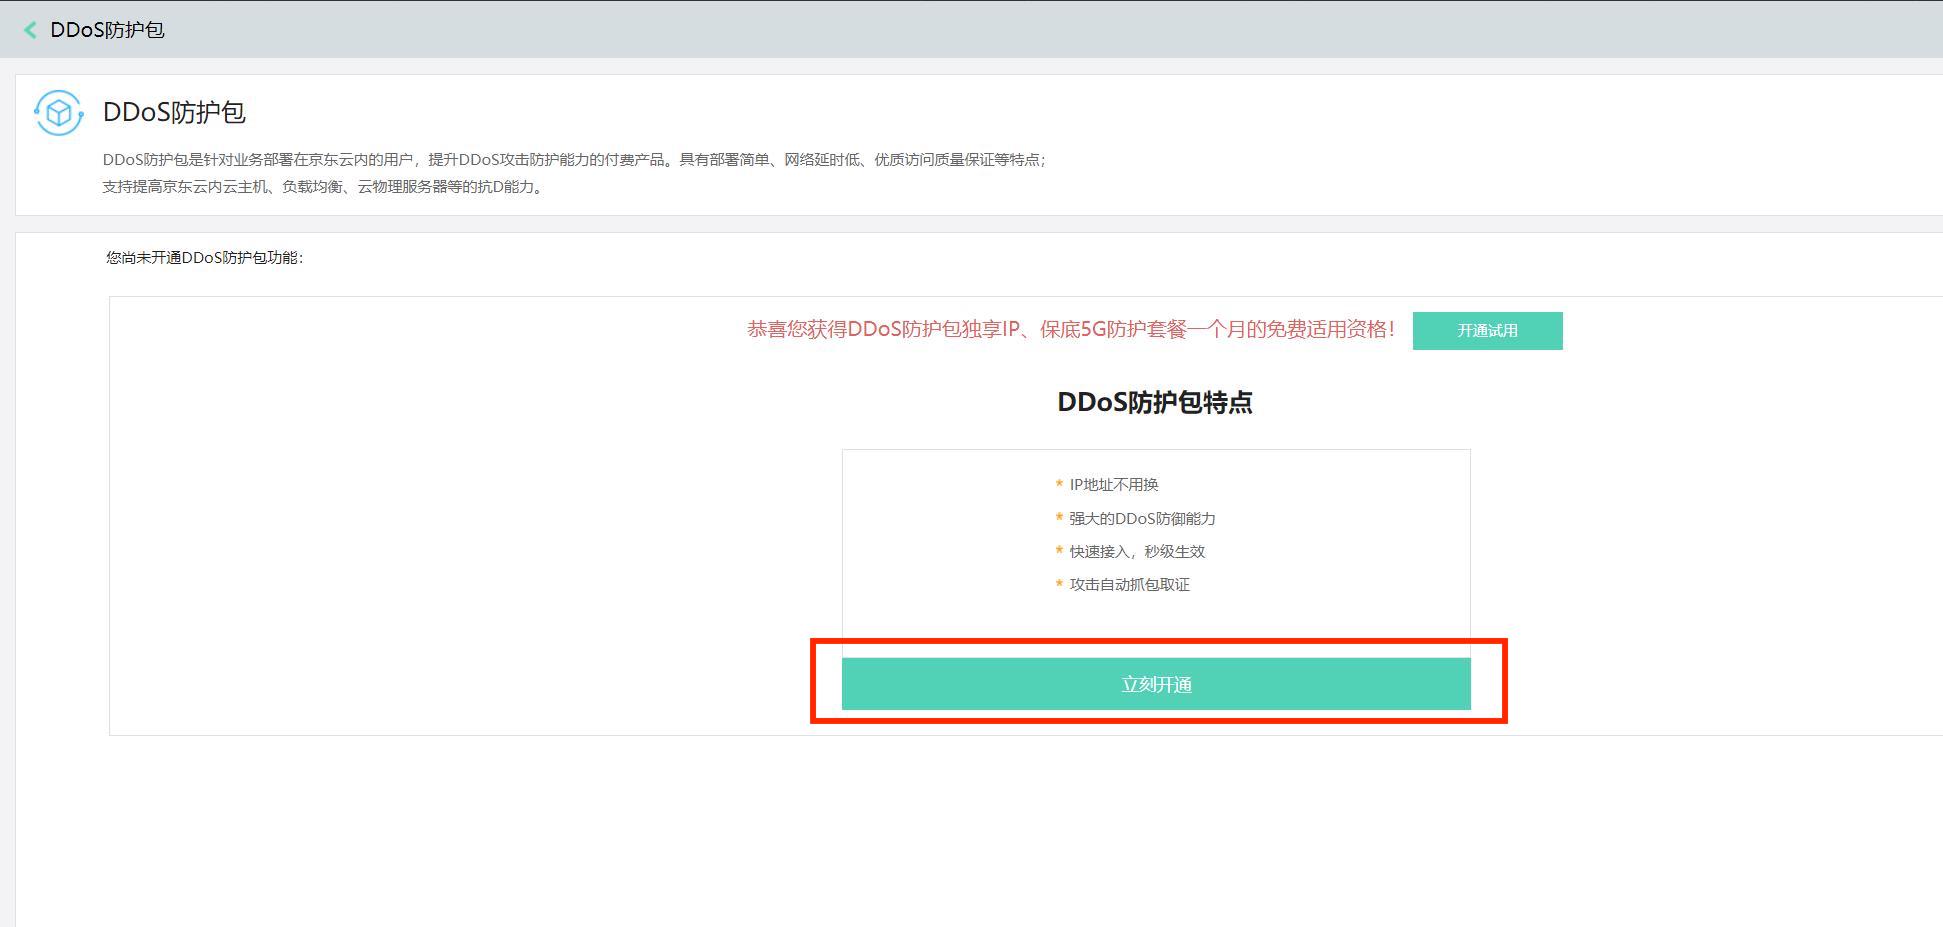 DDoS防护包
DDoS防护包
DDoS防护包是针对业务部署在京东云内的用户，提升DDoS攻击防护能力的付费产品。具有部署简单、网络延时低、优质访问质量保证等特点；
支持提高京东云内云主机、负载均衡、云物理服务器等的抗D能力。
您尚未开通DDoS防护包功能：
恭喜您获得DDoS防护包独享IP、保底5G防护套餐一个月的免费适用资格！ 开通试用
DDoS防护包特点
* IP地址不用换
* 强大的DDoS防御能力
* 快速接入，秒级生效
* 攻击自动抓包取证
立刻开通